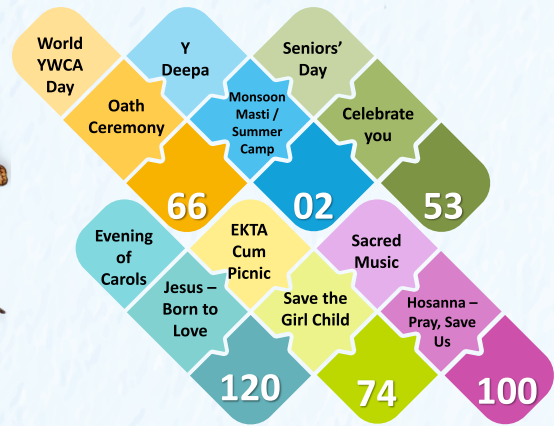 World
YWCA
Day
Oath
Ceremony
66
Y
Deepa
Monsoon
Masti /
Summer
Camp
02
Seniors'
Day
Celebrate
you
53
Evening
of
Carols
Jesus –
Born to
Love
120
EKTA
Cum
Picnic
Save the
Girl Child
74
Sacred
Music
Hosanna –
Pray, Save
Us
100